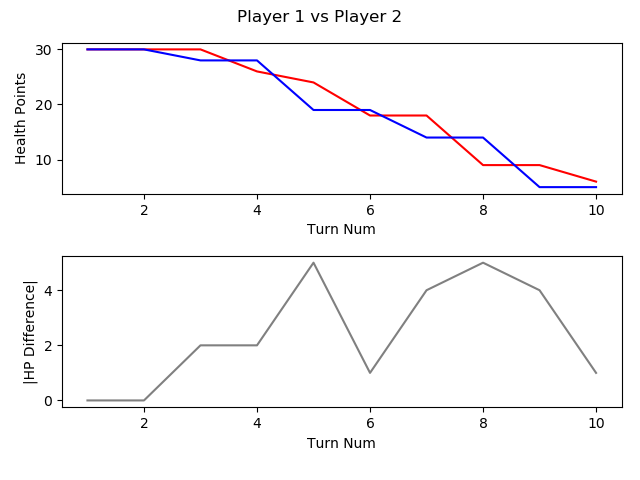 Player 1 vs Player 2
30
20
10
Health Points
2 4 6 8 10
Turn Num
4
2
0
|HP Difference|
2 4 6 8 10
Turn Num